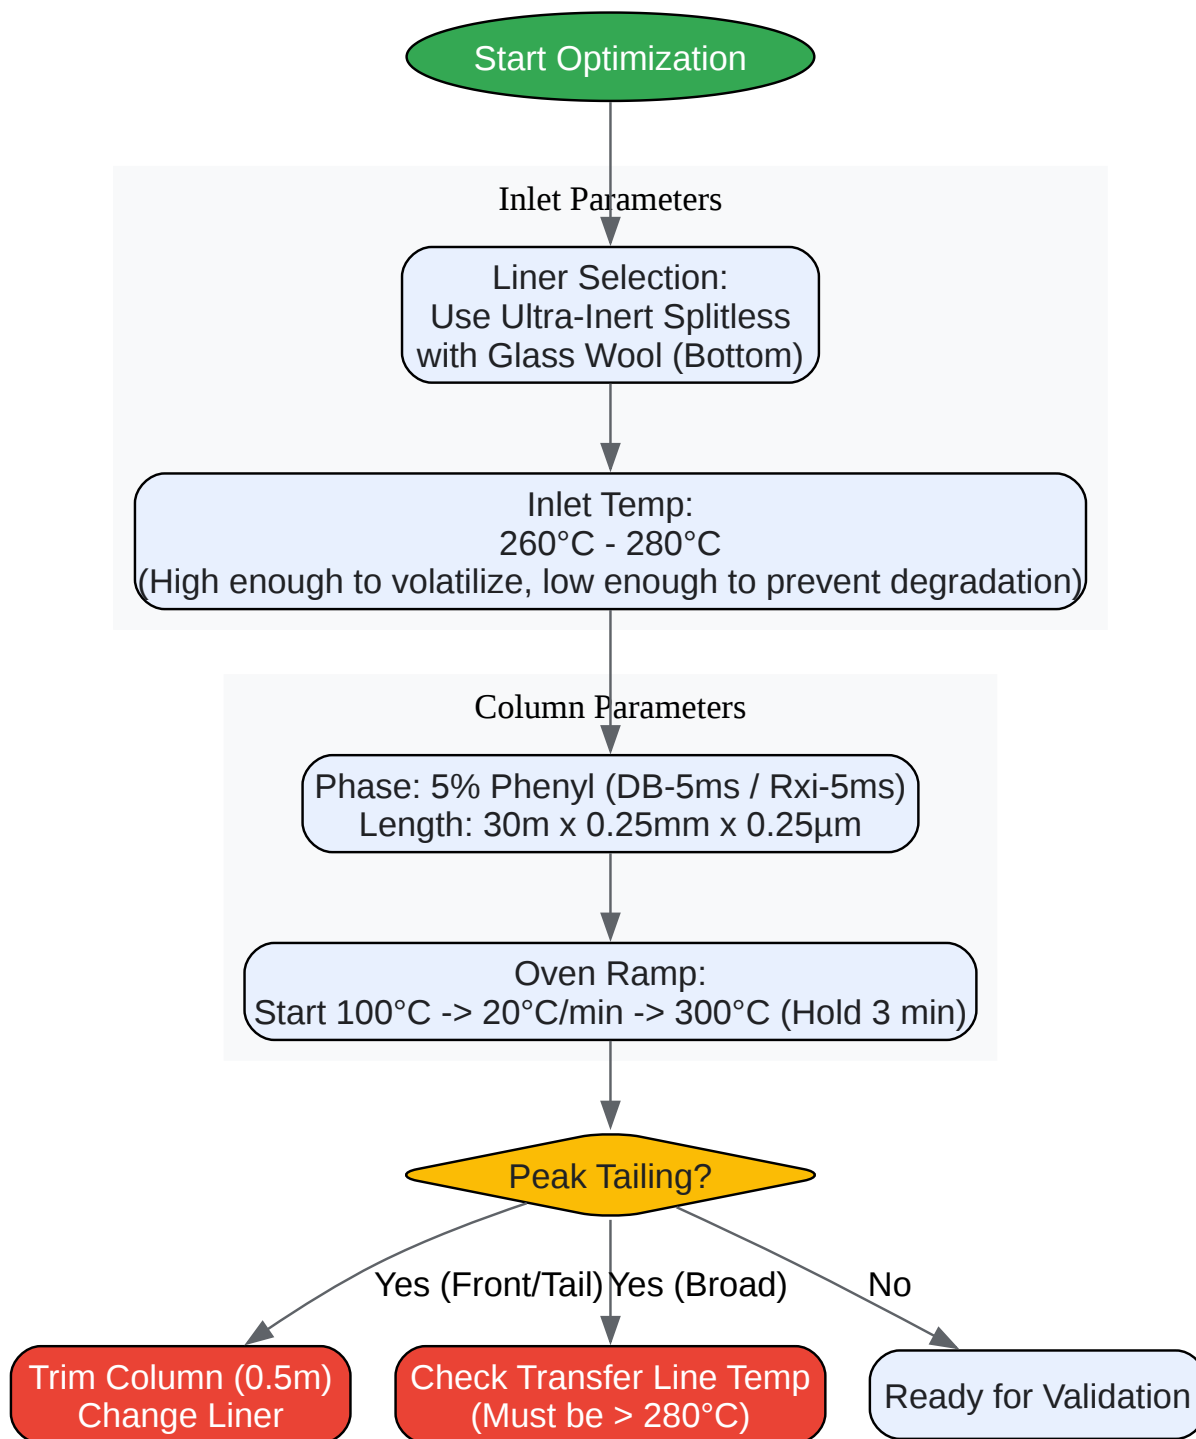 Start Optimization
Inlet Parameters
Liner Selection:
Use Ultra-Inert Splitless
with Glass Wool (Bottom)
Inlet Temp:
260°C - 280°C
(High enough to volatilize, low enough to prevent degradation)
Column Parameters
Phase: 5% Phenyl (DB-5ms / Rxi-5ms)
Length: 30m x 0.25mm x 0.25µm
Oven Ramp:
Start 100°C -> 20°C/min -> 300°C (Hold 3 min)
Peak Tailing?
Yes (Front/Tail)
Yes (Broad)
No
Trim Column (0.5m)
Change Liner
Check Transfer Line Temp
(Must be > 280°C)
Ready for Validation